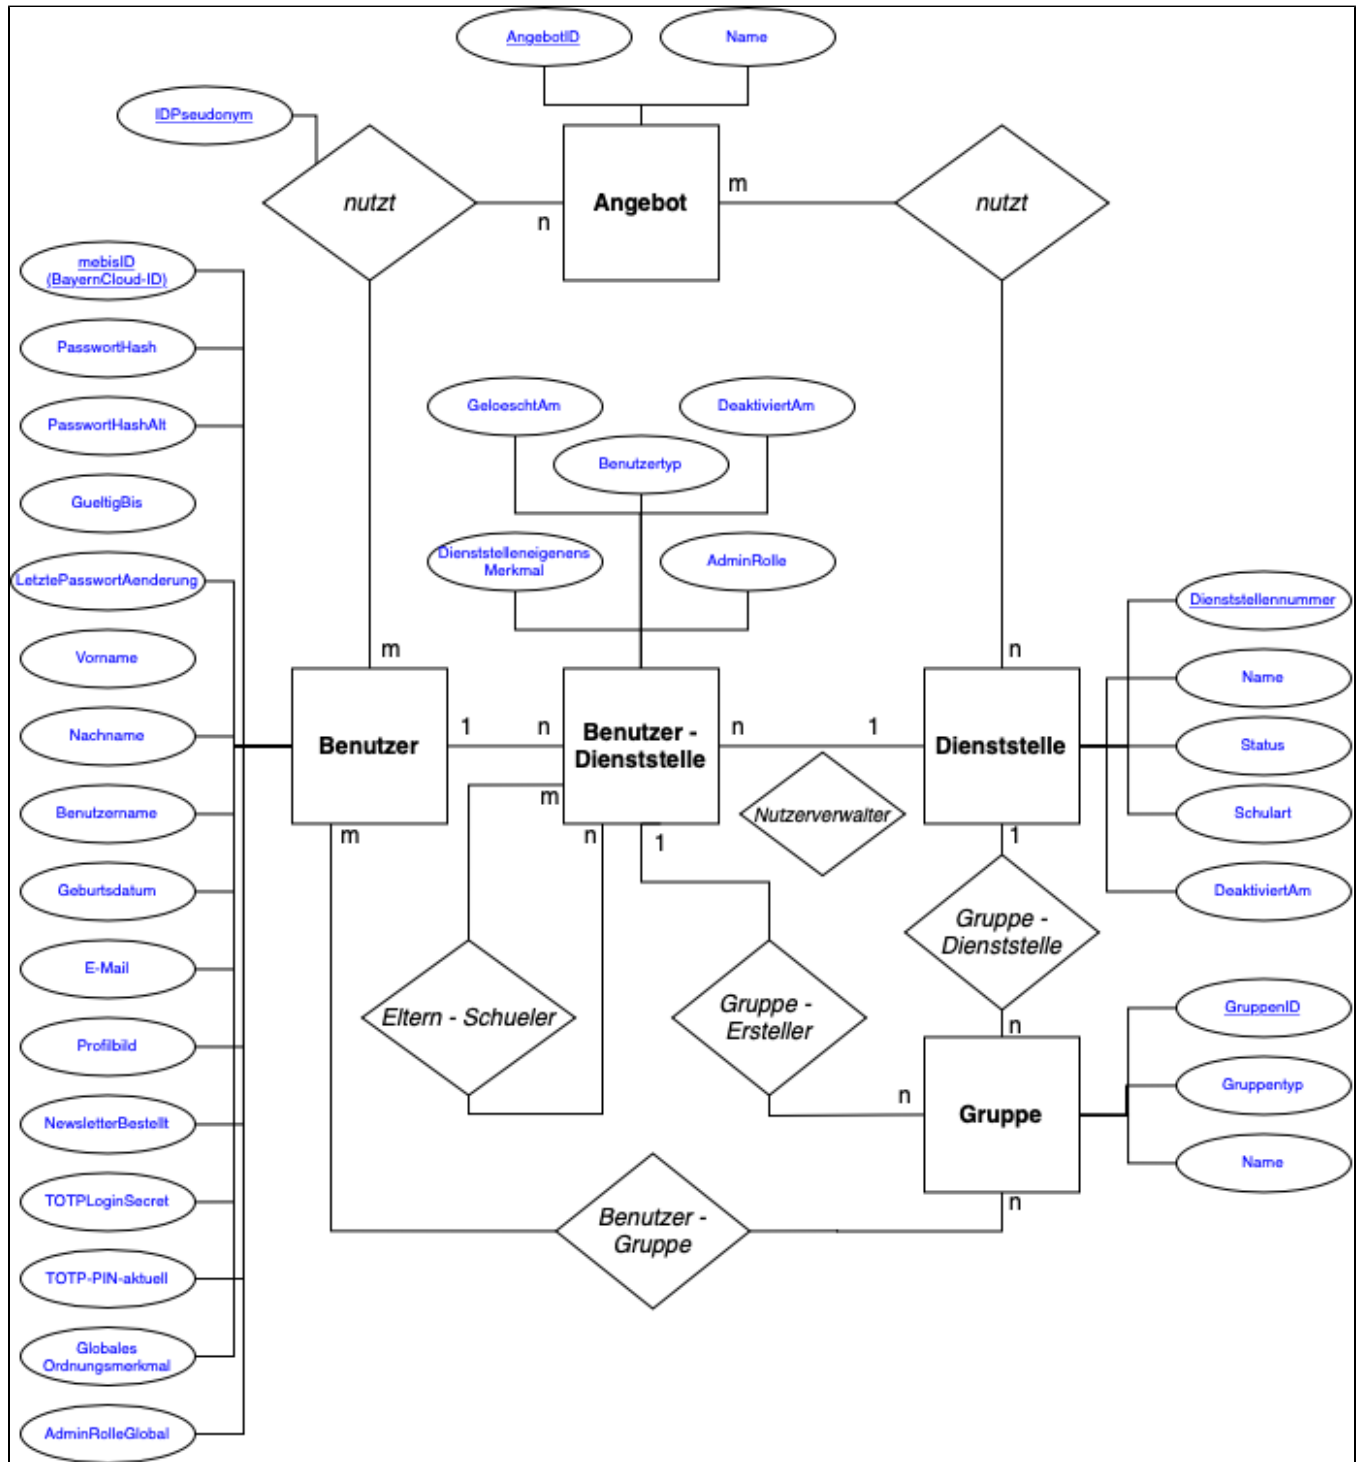 AngebotID
Name
IDPseudonym
nutzt
Angebot
m
nutzt
n
mebisID
(BayernCloud-ID)
PasswortHash
PasswortHashAlt
GueltigBis
LetztePasswortAenderung
Vorname
Nachname
Benutzername
Geburtsdatum
E-Mail
Profilbild
NewsletterBestellt
TOTPLoginSecret
TOTP-PIN-aktuell
Globales
Ordnungsmerkmal
AdminRolleGlobal
GeloeschtAm
DeaktiviertAm
Benutzertyp
Dienststelleneigenens
Merkmal
AdminRolle
m
n
Benutzer
1
n
Benutzer -
Dienststelle
n
1
Dienststelle
Dienststellennummer
Name
Status
Schulart
DeaktiviertAm
m
m
n
1
Nutzerverwalter
1
Gruppe -
Dienststelle
Eltern - Schueler
Gruppe -
Ersteller
n
n
Gruppe
GruppenID
Gruppentyp
Name
n
Benutzer -
Gruppe